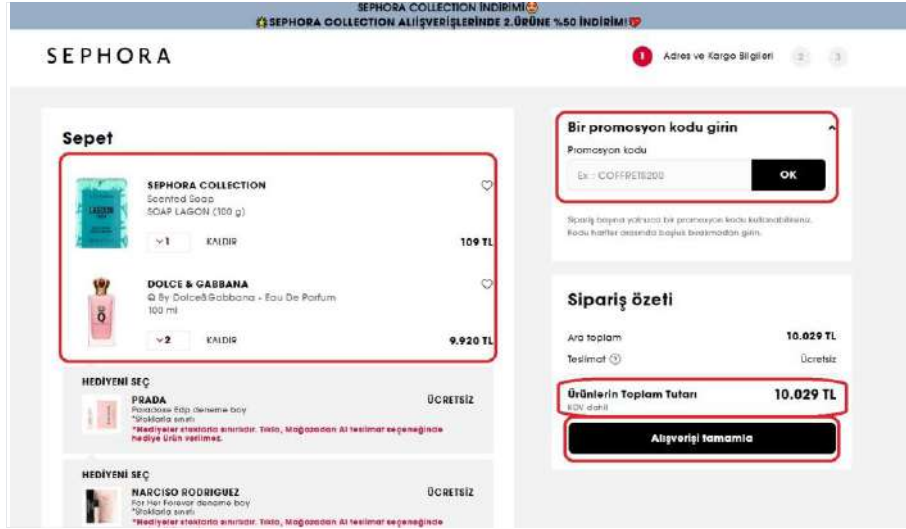 SEPHORA COLLECTION İNDİRİMİ
SEPHORA COLLECTION ALIİŞVERİŞLERİNDE 2.ÜRÜNE %50 İNDİRİM!
SEPHORA
1 Adres ve Kargo Bilgileri 2 3
Sepet
SEPHORA COLLECTION
Scented Soap
SOAP LAGON (100 g)
1 KALDIR 109 TL
DOLCE & GABBANA
Q By Dolce&Gabbana - Eau De Parfum
100 ml
2 KALDIR 9.920 TL
HEDİYENİ SEÇ
PRADA ÜCRETSİZ
Paradoxe Edp deneme boy
*Stoklarla sınırlı
*Hediyeler stoklarla sınırlıdır. Tıkla, Mağazadan Al teslimat seçeneğinde
hediye ürün verilmez.
HEDİYENİ SEÇ
NARCISO RODRIGUEZ ÜCRETSİZ
For Her Forever deneme boy
*Stoklarla sınırlı
*Hediyeler stoklarla sınırlıdır. Tıkla, Mağazadan Al teslimat seçeneğinde
Bir promosyon kodu girin
Promosyon kodu
Ex : COFFRE15200 OK
Sipariş başına yalnızca bir promosyon kodu kullanabilirsiniz.
Kodu harfler arasında boşluk bırakmadan girin.
Sipariş özeti
Ara toplam 10.029 TL
Teslimat Ücretsiz
Ürünlerin Toplam Tutarı 10.029 TL
KDV dahil
Alışverişi tamamla